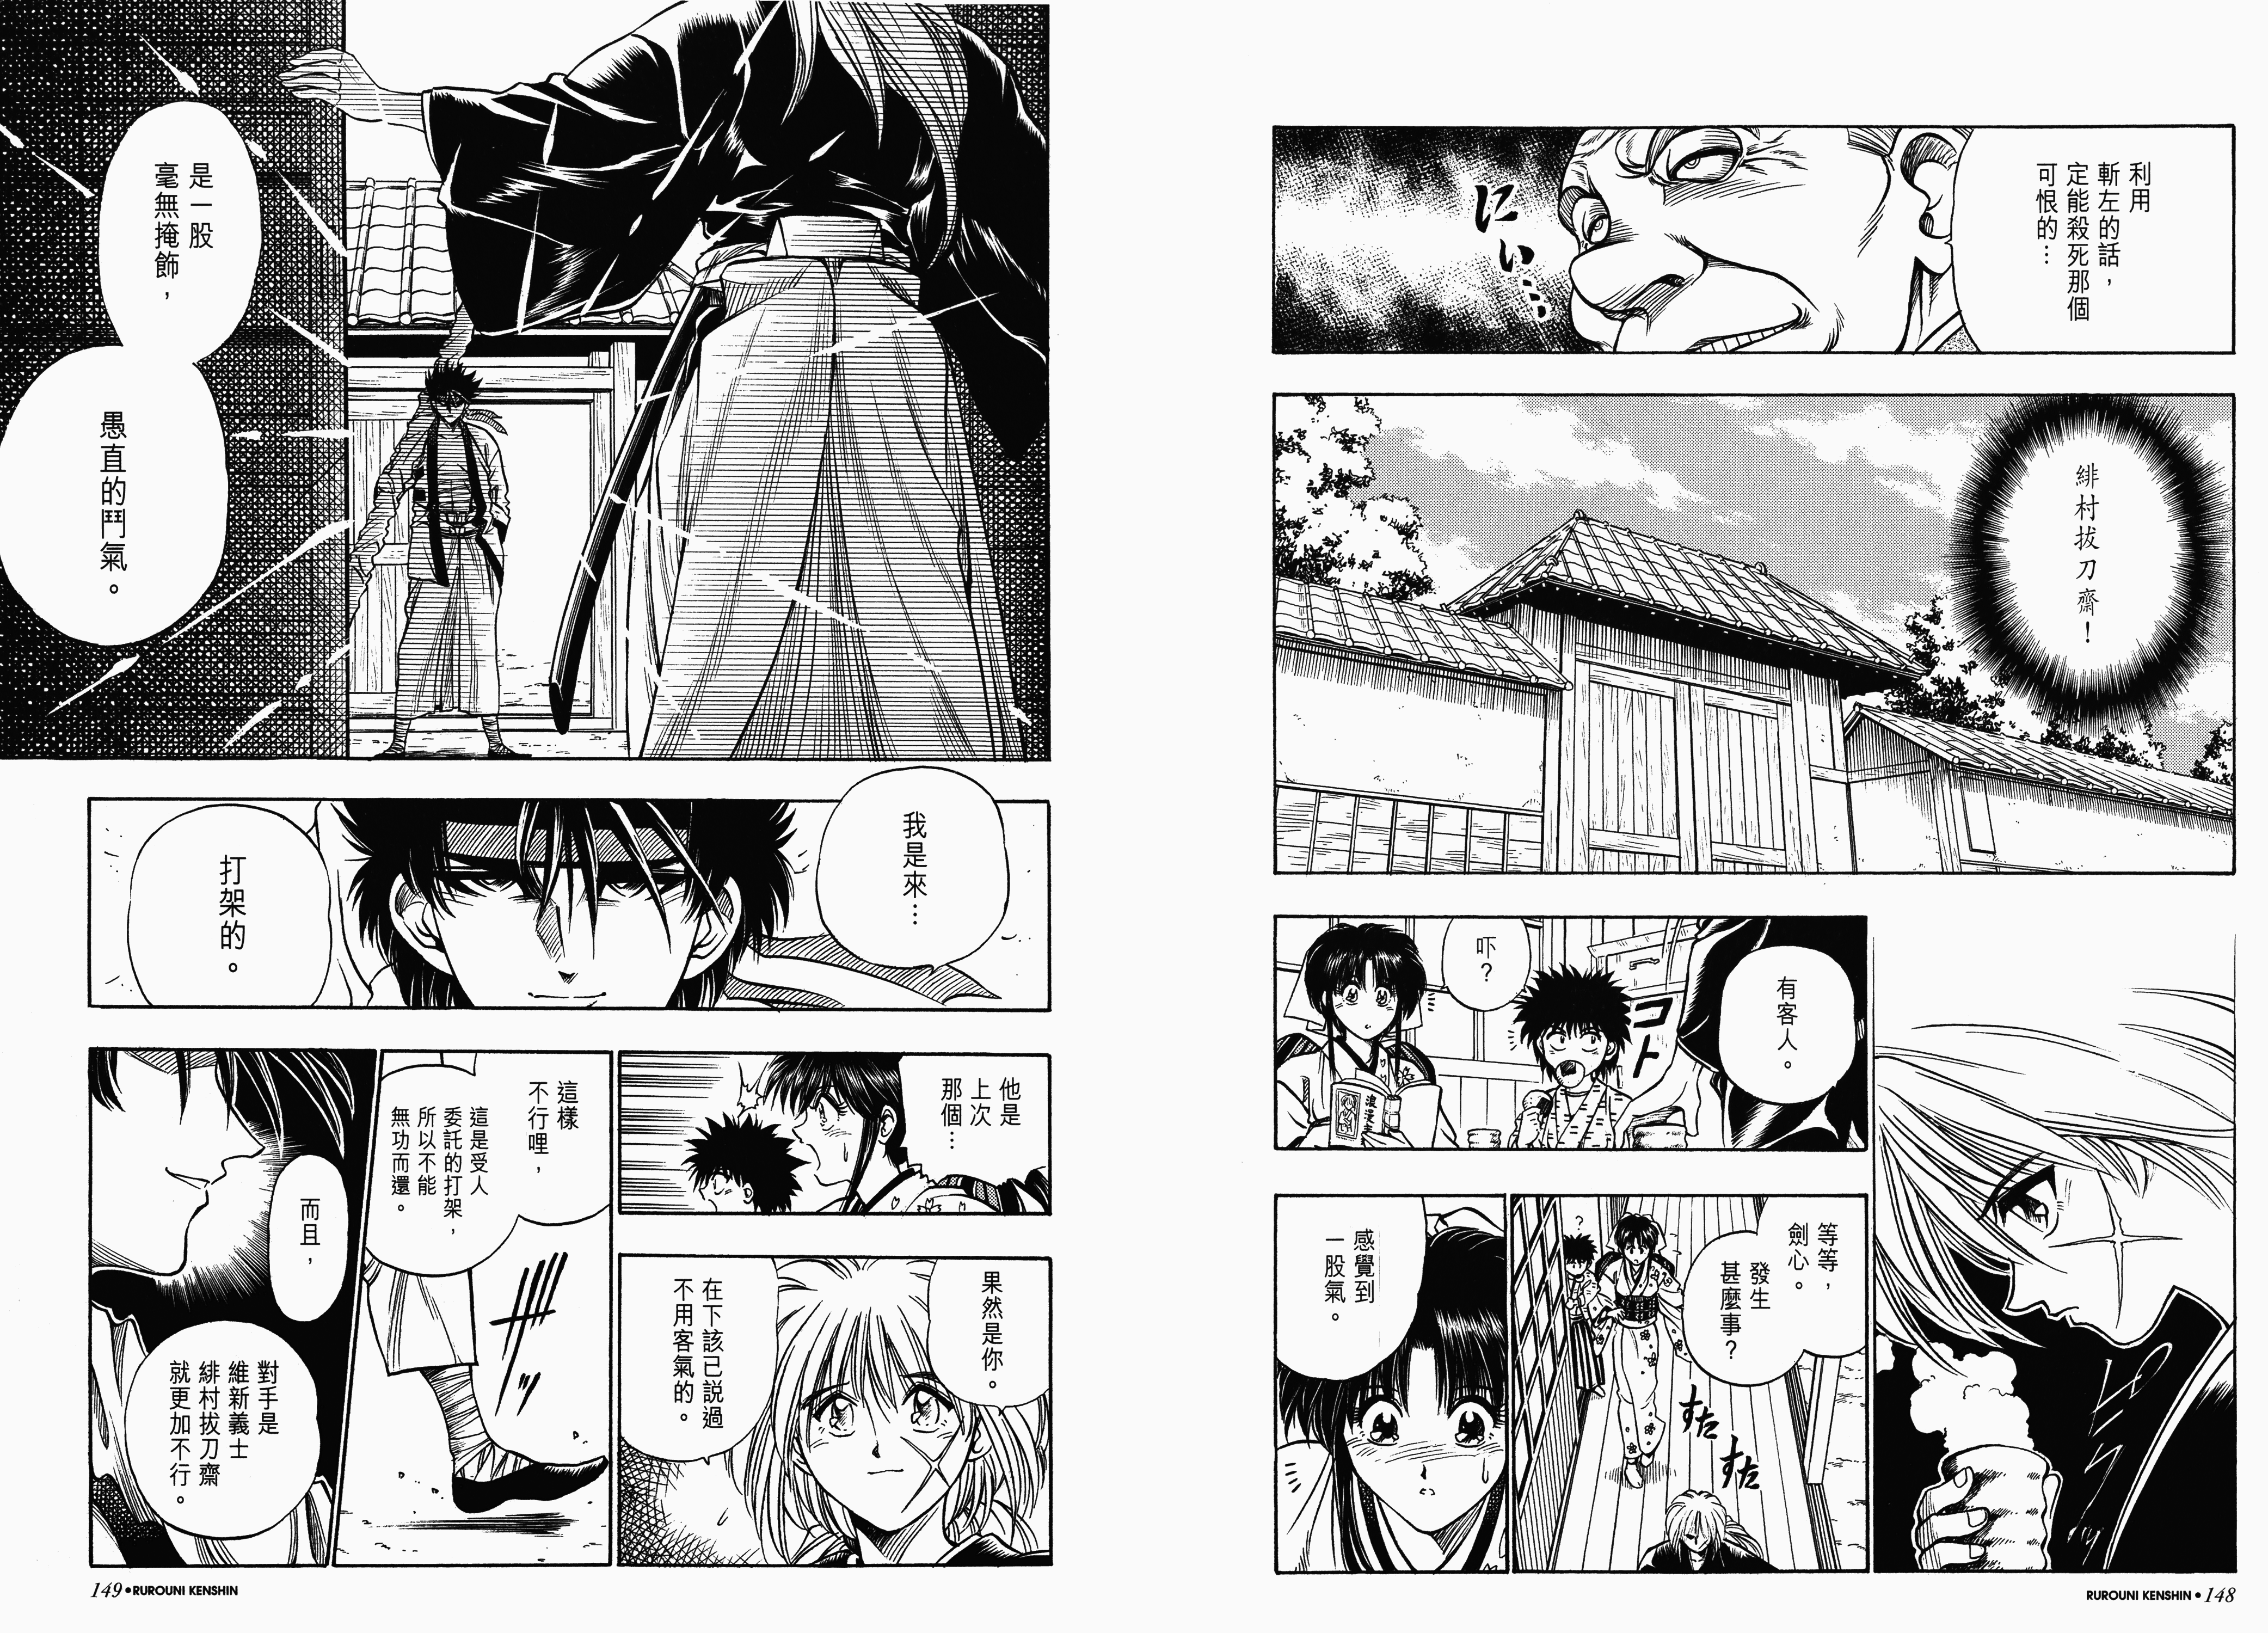 利用
斬左的話，
定能殺死那個
可恨的…
にぃ…
緋村拔刀齋！
有客人。
コト
吓？
等等，
劍心。
發生
甚麼事？
?
すた
すた
感覺到
一股氣。
RUROUNI KENSHIN • 148
是一股
毫無掩飾，
愚直的鬥氣。
我是來…
打架的。
他是
上次
那個…
果然是你。
在下該已說過
不用客氣的。
這樣
不行哩，
這是受人
委託的打架，
所以不能
無功而還。
而且，
對手是
維新義士
緋村拔刀齋
就更加不行。
149 • RUROUNI KENSHIN